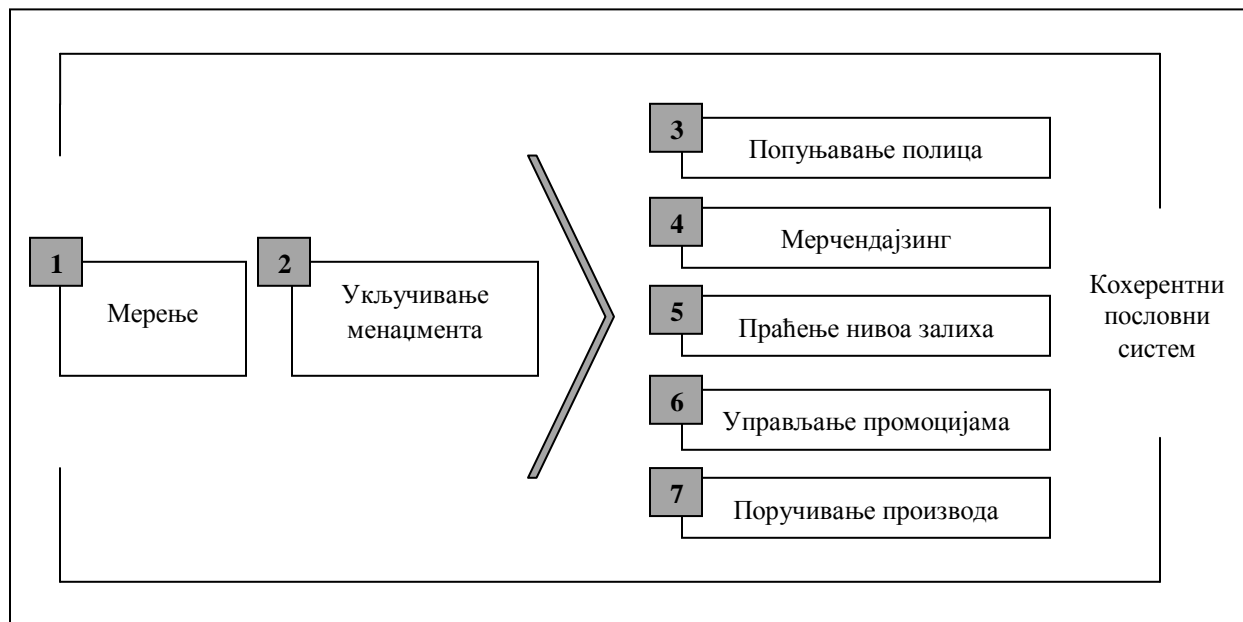 1
Мерење
2
Укључивање
менаџмента
3
Попуњавање полица
4
Мерчендајзинг
5
Праћење нивоа залиха
6
Управљање промоцијама
7
Поручивање производа
Кохерентни
пословни
систем